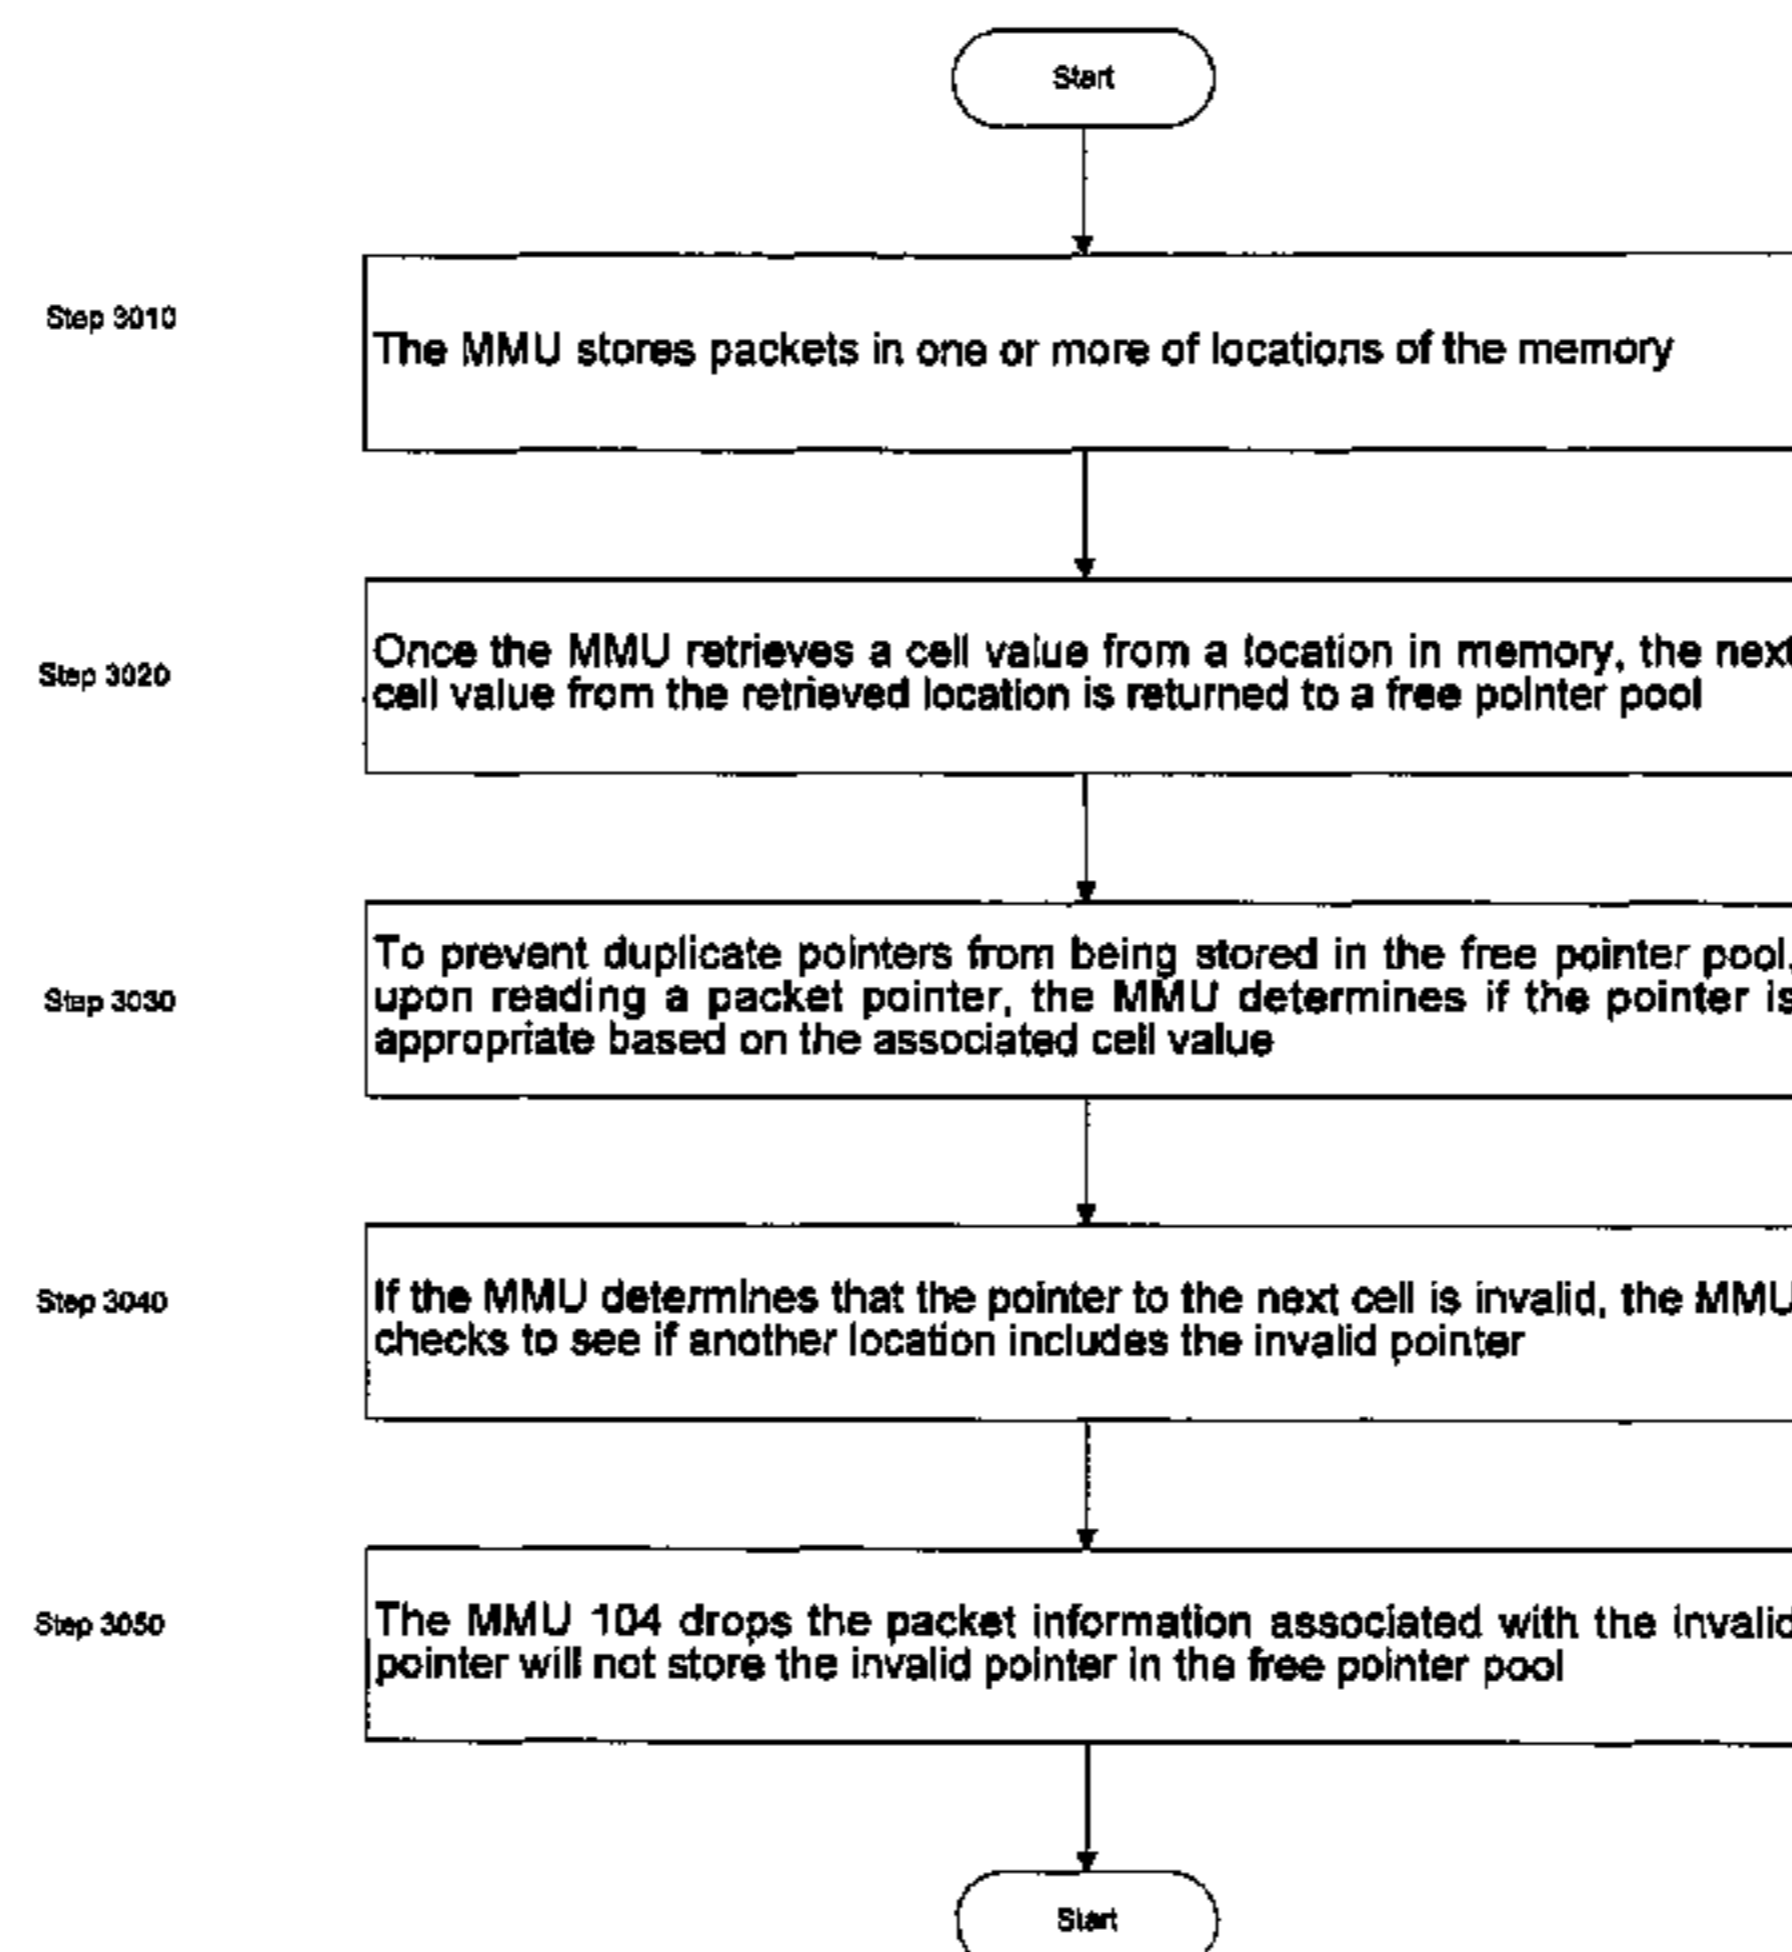 Start
Step 3010
The MMU stores packets in one or more of locations of the memory
Step 3020
Once the MMU retrieves a cell value from a location in memory, the next
cell value from the retrieved location is returned to a free pointer pool
Step 3030
To prevent duplicate pointers from being stored in the free pointer pool,
upon reading a packet pointer, the MMU determines if the pointer is
appropriate based on the associated cell value
Step 3040
If the MMU determines that the pointer to the next cell is invalid, the MMU
checks to see if another location includes the invalid pointer
Step 3050
The MMU 104 drops the packet information associated with the invalid
pointer will not store the invalid pointer in the free pointer pool
Start